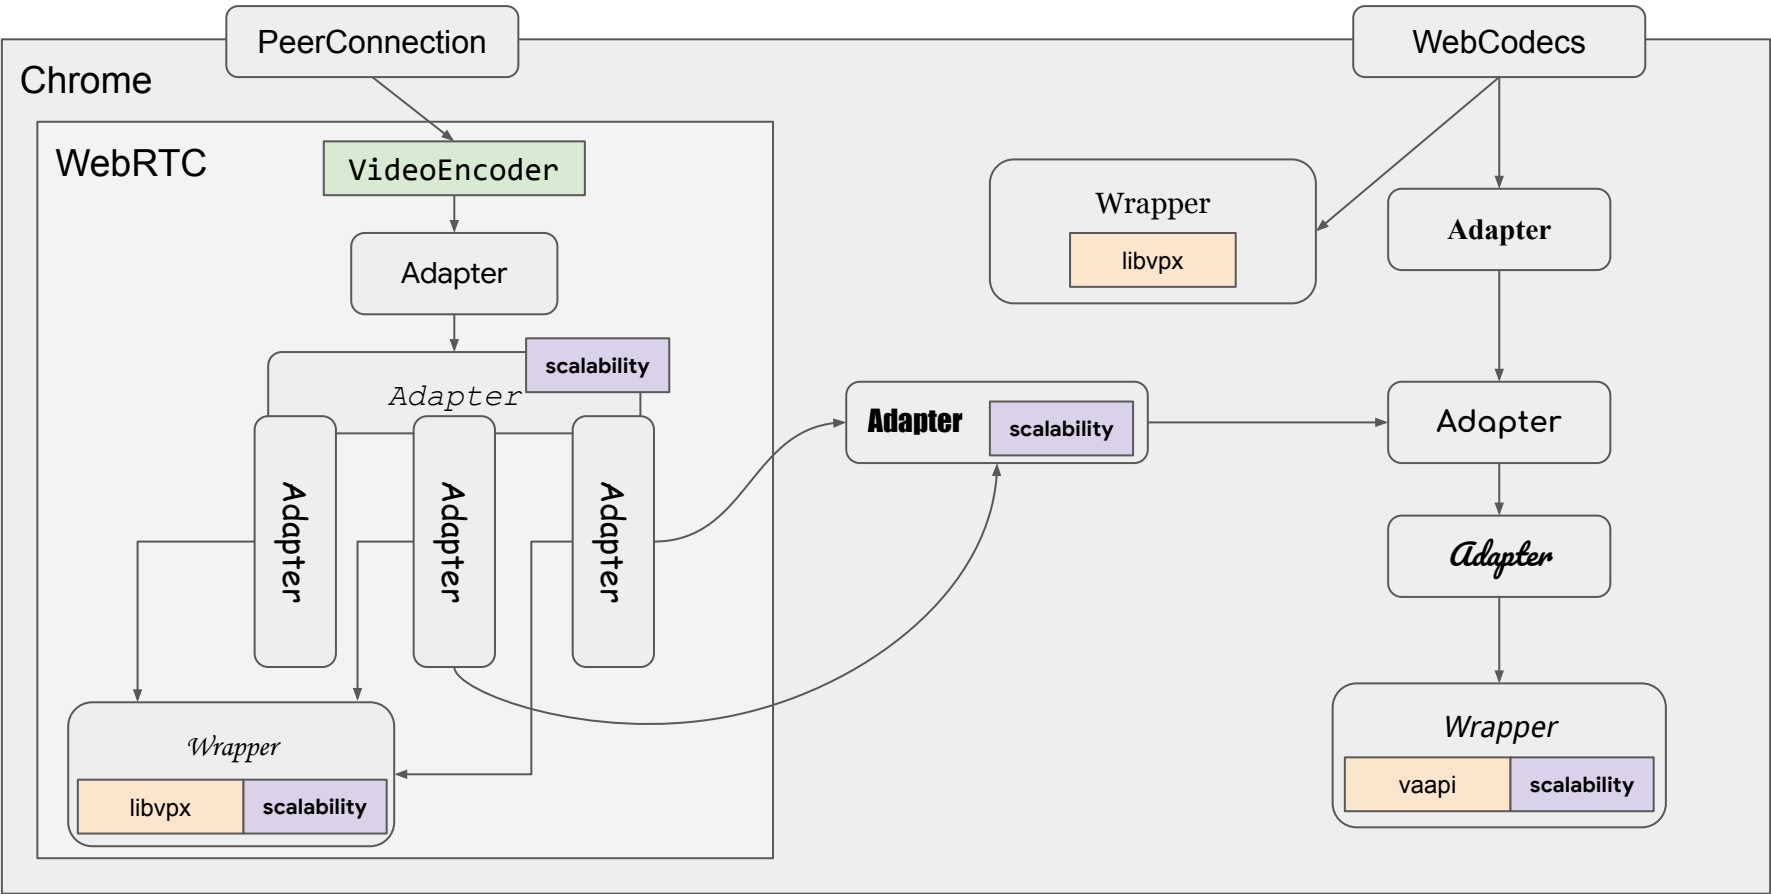 PeerConnection
WebCodecs
Chrome
WebRTC
VideoEncoder
Wrapper
libvpx
Adapter
Adapter
scalability
Adapter
Adapter
scalability
Adapter
Adapter
Adapter
Adapter
Adapter
Wrapper
libvpx
scalability
Wrapper
vaapi
scalability